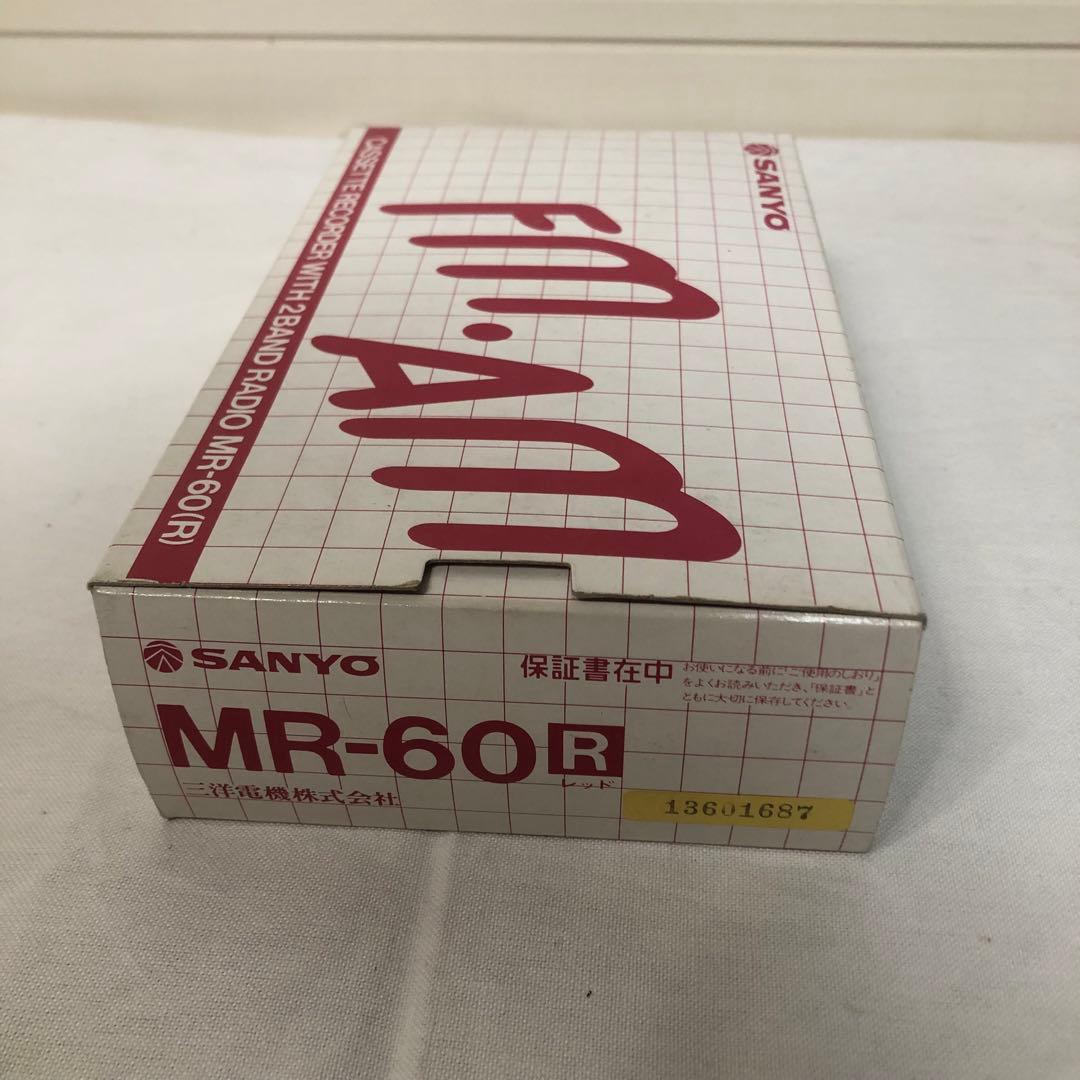 SANYO
FM・AM
CASSETTE RECORDER WITH 2 BAND RADIO MR-60(R)
SANYO
保証書在中
お使いになる前に「ご使用のしおり」
をよくお読みいただき、「保証書」と
ともに大切に保存してください。
MR-60 R
レッド
三洋電機株式会社
13601687